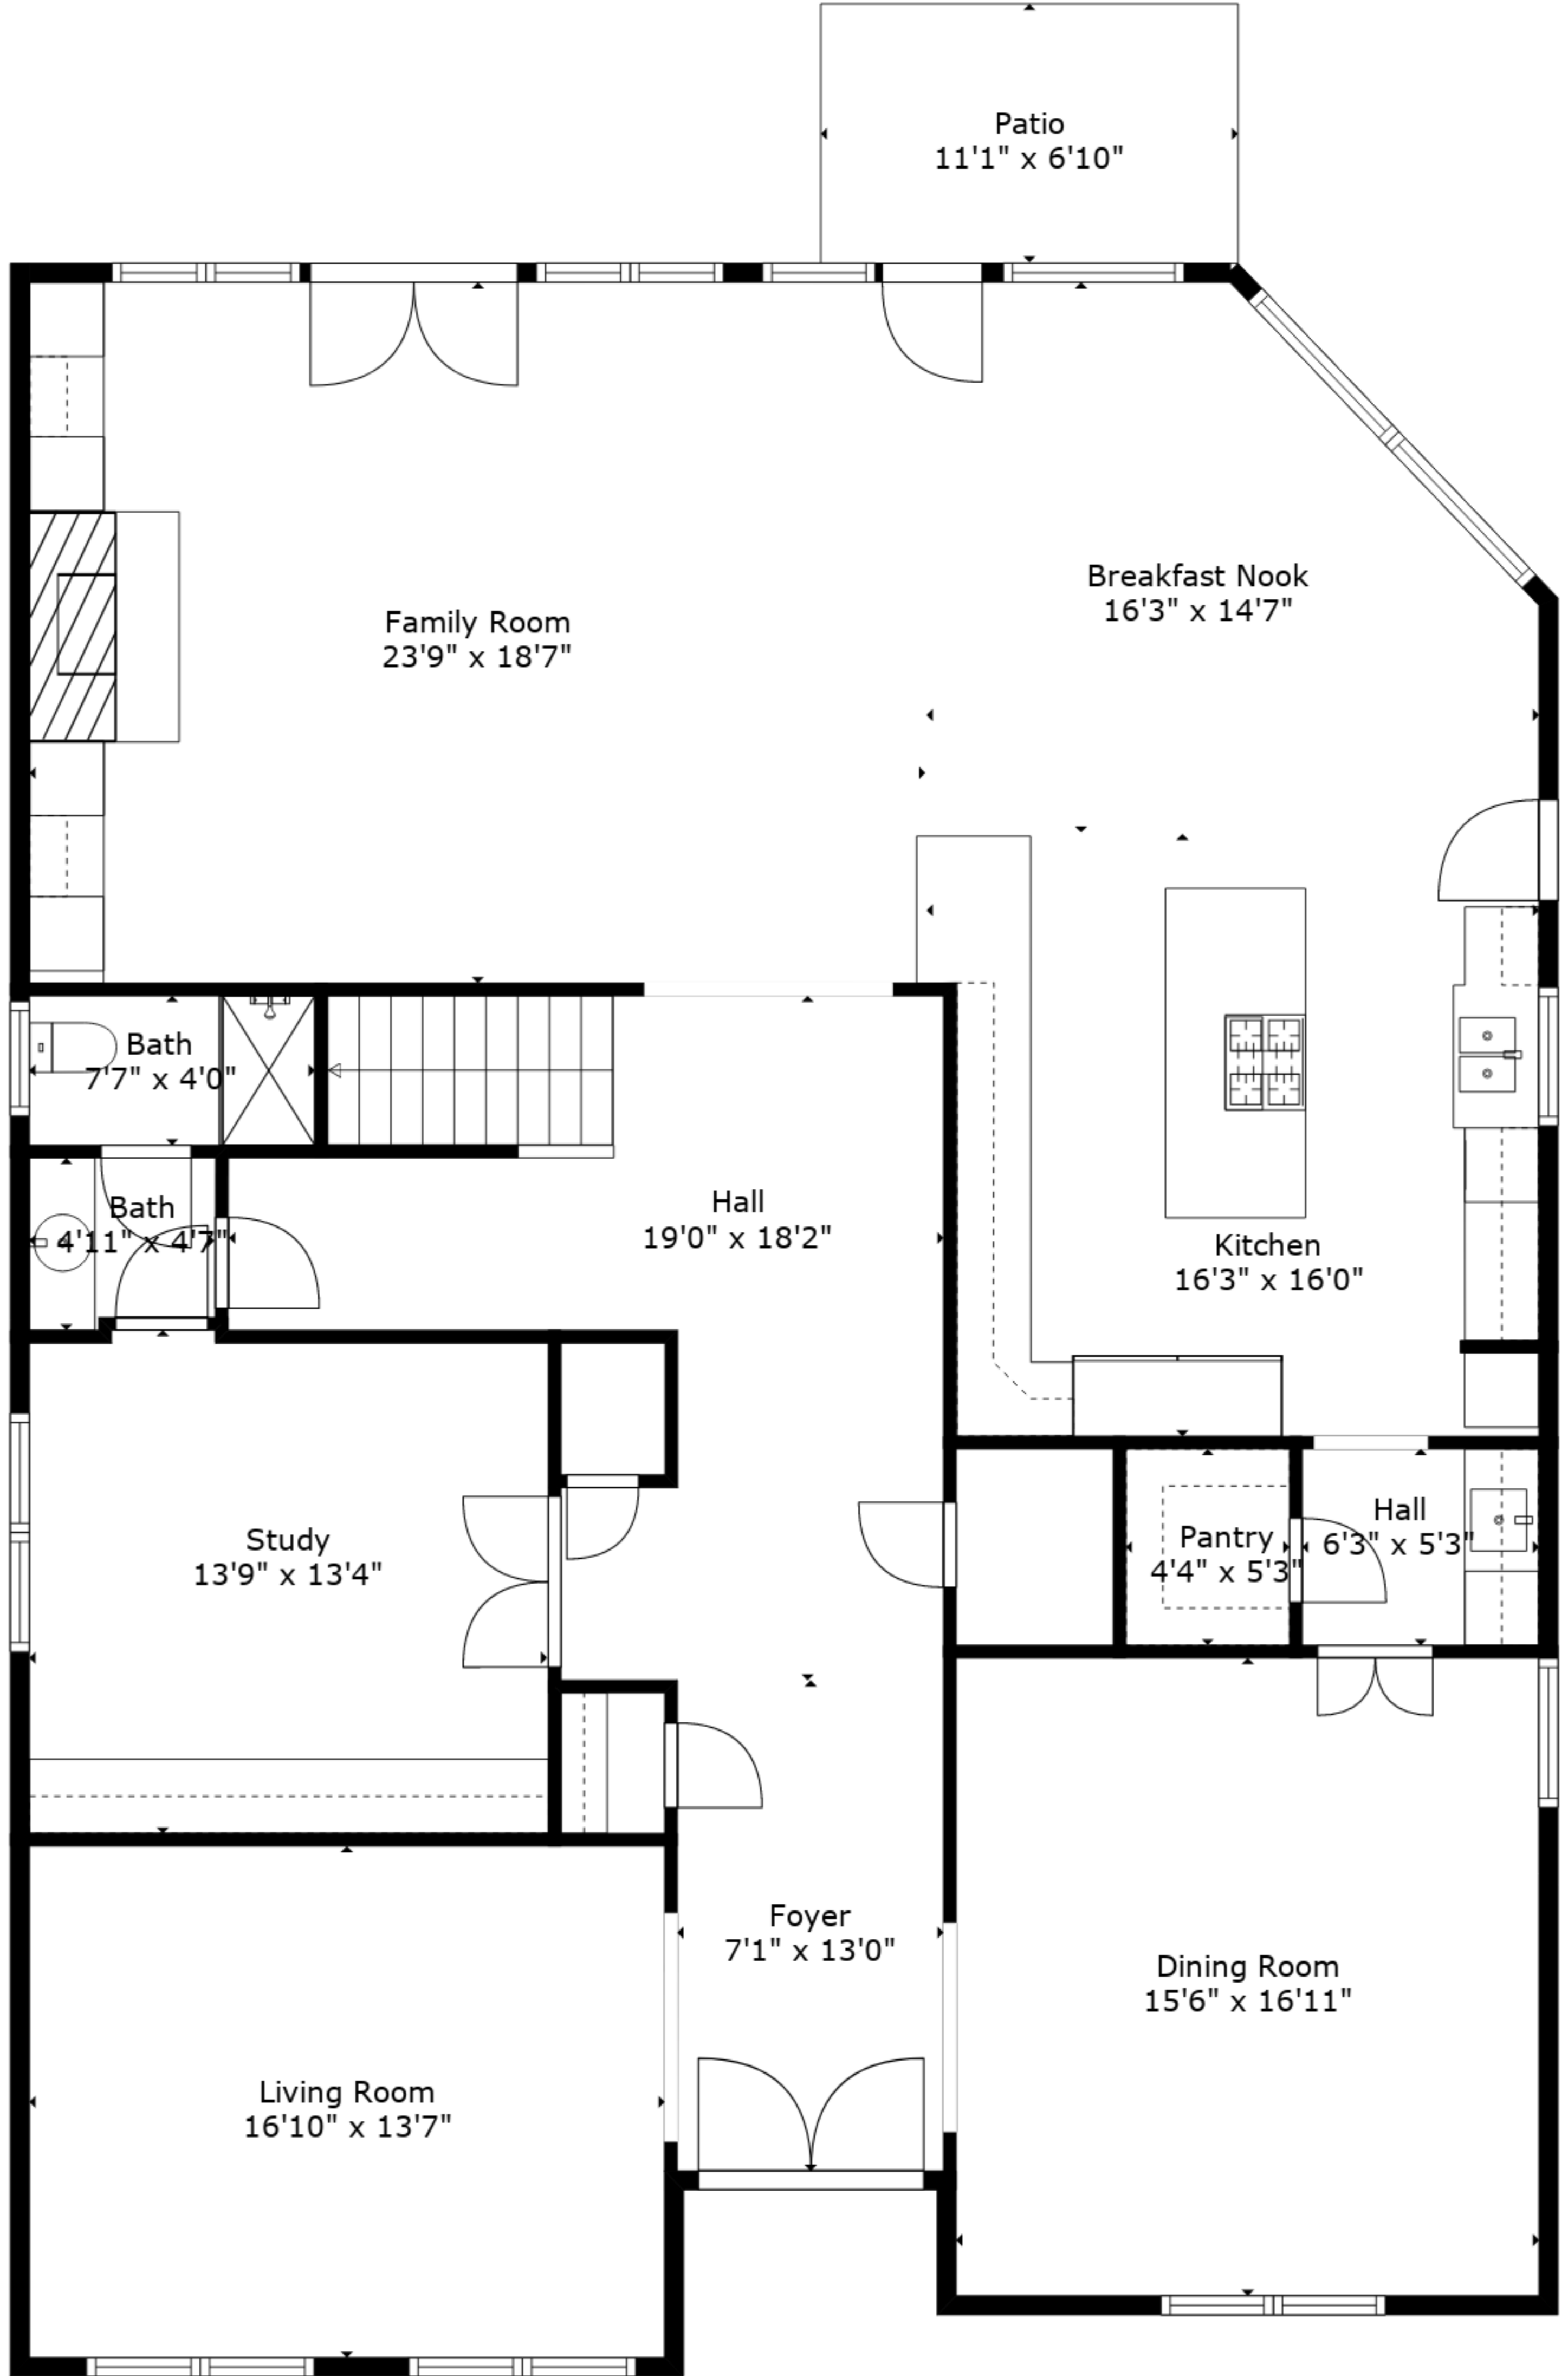 Patio
11'1" x 6'10"
Breakfast Nook
16'3" x 14'7"
Family Room
23'9" x 18'7"
Bath
7'7" x 4'0"
Bath
4'11" x 4'7"
Hall
19'0" x 18'2"
Kitchen
16'3" x 16'0"
Study
13'9" x 13'4"
Pantry
4'4" x 5'3"
Hall
6'3" x 5'3"
Foyer
7'1" x 13'0"
Dining Room
15'6" x 16'11"
Living Room
16'10" x 13'7"